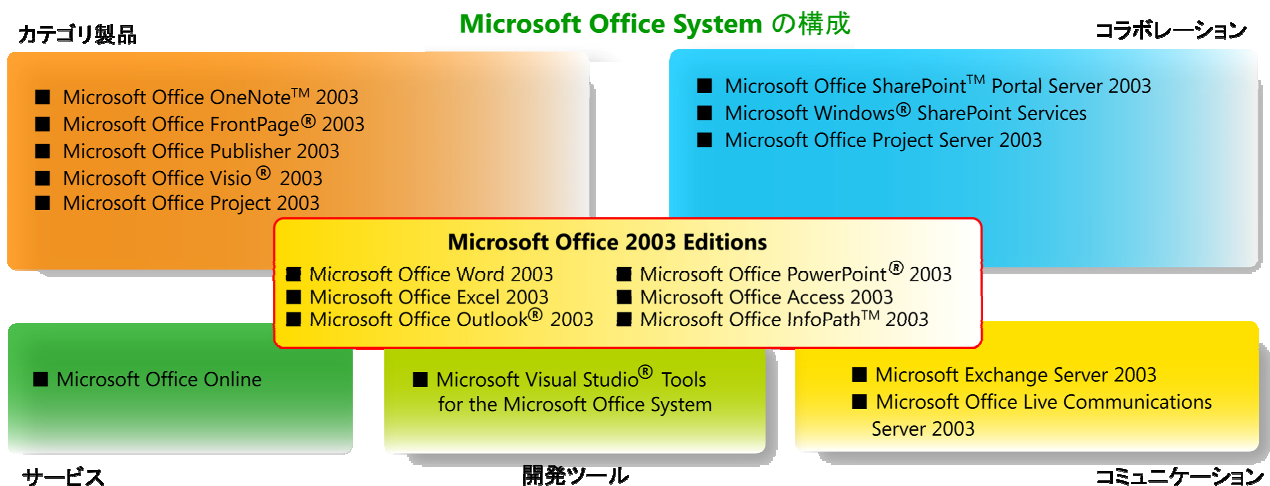 Microsoft Office System の構成
カテゴリ製品
■ Microsoft Office OneNote™ 2003
■ Microsoft Office FrontPage® 2003
■ Microsoft Office Publisher 2003
■ Microsoft Office Visio ® 2003
■ Microsoft Office Project 2003
コラボレーション
■ Microsoft Office SharePoint™ Portal Server 2003
■ Microsoft Windows® SharePoint Services
■ Microsoft Office Project Server 2003
Microsoft Office 2003 Editions
■ Microsoft Office Word 2003
■ Microsoft Office Excel 2003
■ Microsoft Office Outlook® 2003
■ Microsoft Office PowerPoint® 2003
■ Microsoft Office Access 2003
■ Microsoft Office InfoPath™ 2003
■ Microsoft Office Online
サービス
■ Microsoft Visual Studio® Tools
for the Microsoft Office System
開発ツール
■ Microsoft Exchange Server 2003
■ Microsoft Office Live Communications
Server 2003
コミュニケーション